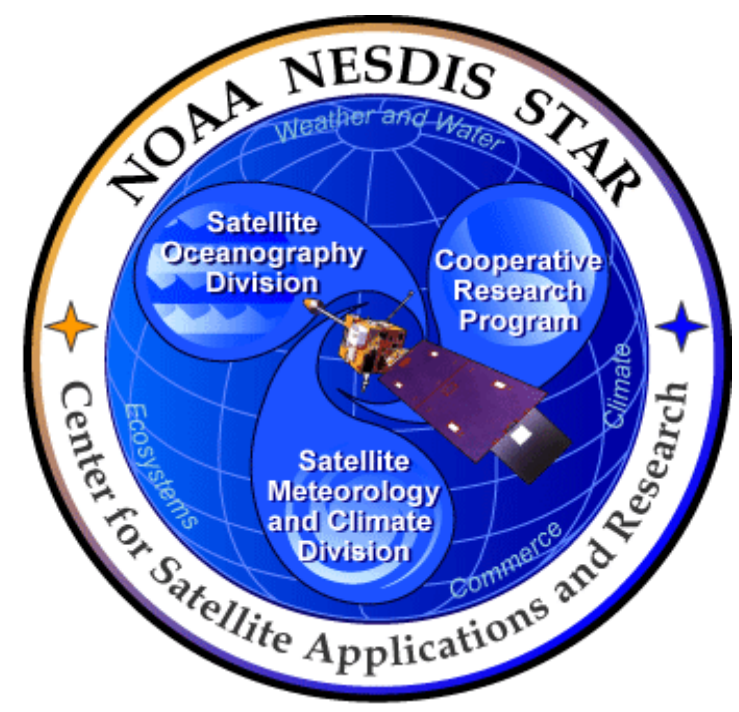 NOAA NESDIS STAR
Weather and Water
Satellite
Oceanography
Division
Cooperative
Research
Program
Climate
Ecosystems
Satellite
Meteorology
and Climate
Division
Commerce
Center for Satellite Applications and Research